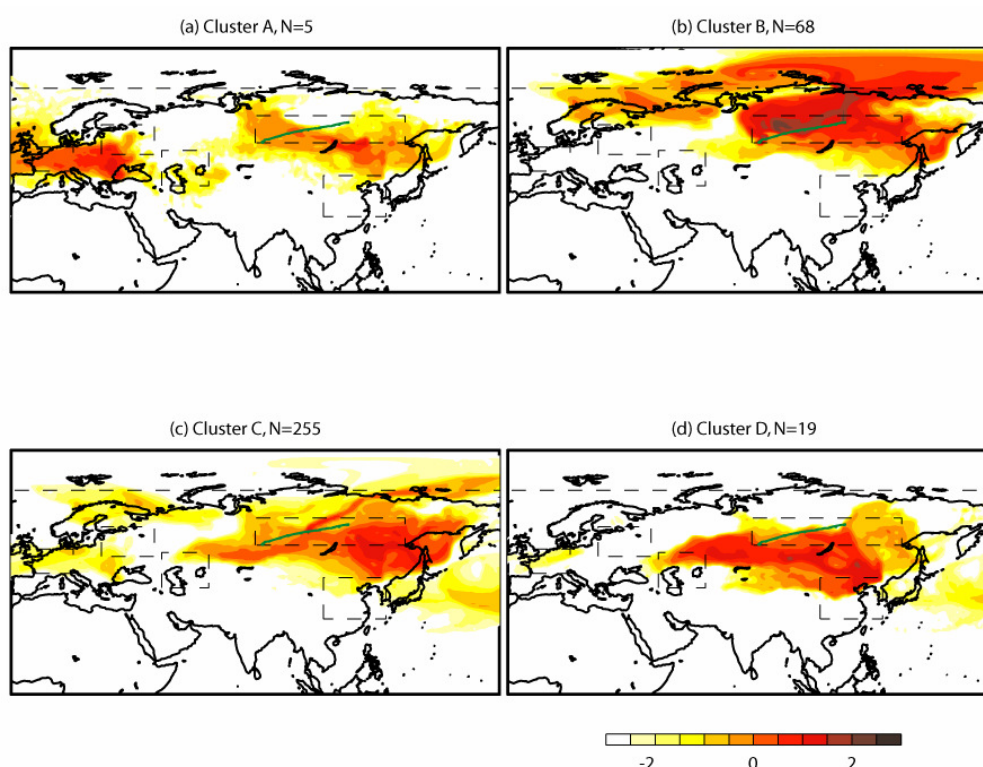 (a) Cluster A, N=5
(b) Cluster B, N=68
(c) Cluster C, N=255
(d) Cluster D, N=19
-2 0 2